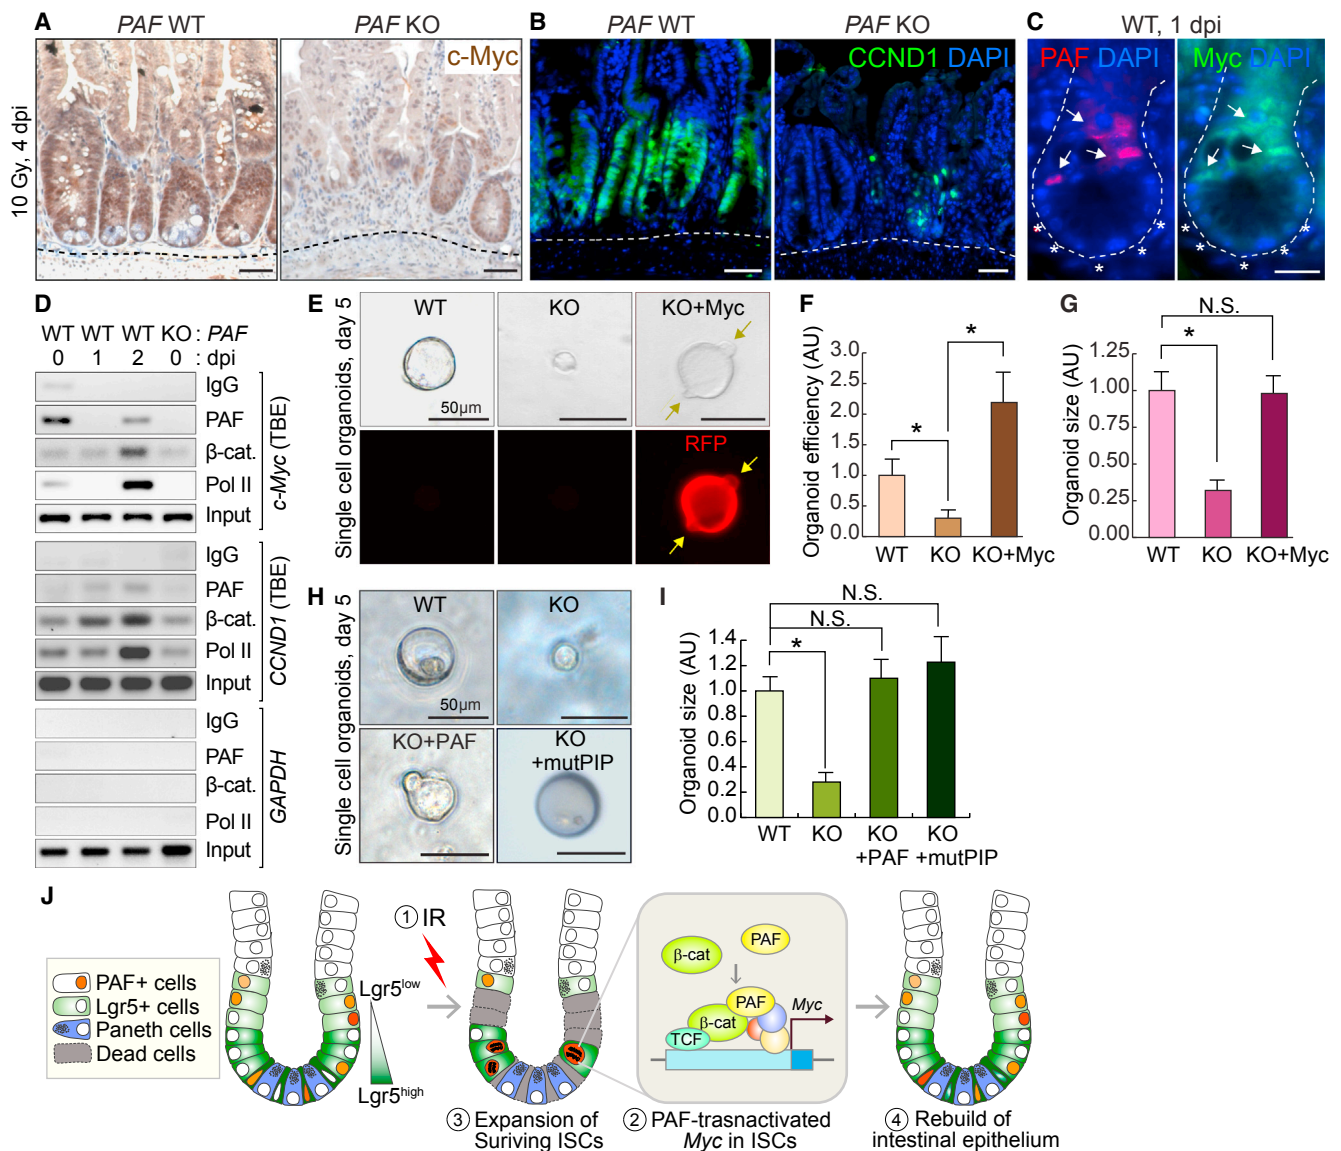 A
PAF WT
PAF KO
c-Myc
10 Gy, 4 dpi
B
PAF WT
PAF KO
CCND1 DAPI
C
WT, 1 dpi
PAF DAPI
Myc DAPI
* * * * *
* * * * *
D
WT WT WT KO : PAF
0 1 2 0 : dpi
IgG
PAF
β-cat.
Pol II
Input
c-Myc (TBE)
IgG
PAF
β-cat.
Pol II
Input
CCND1 (TBE)
IgG
PAF
β-cat.
Pol II
Input
GAPDH
E
Single cell organoids, day 5
WT
KO
KO+Myc
50µm
RFP
F
Organoid efficiency (AU)
3.0
2.5
2.0
1.5
1.0
0.5
0.0
*
*
WT
KO
KO+Myc
G
Organoid size (AU)
1.25
1.00
0.75
0.50
0.25
0.00
N.S.
*
WT
KO
KO+Myc
H
Single cell organoids, day 5
WT
KO
50µm
KO+PAF
KO
+mutPIP
I
Organoid size (AU)
1.4
1.2
1.0
0.8
0.6
0.4
0.2
0.0
N.S.
N.S.
*
WT
KO
KO
+PAF
KO
+mutPIP
J
PAF+ cells
Lgr5+ cells
Paneth cells
Dead cells
Lgr5low
Lgr5high
1 IR
β-cat
PAF
PAF
β-cat
TCF
Myc
3 Expansion of
Suriving ISCs
2 PAF-trasnactivated
Myc in ISCs
4 Rebuild of
intestinal epithelium